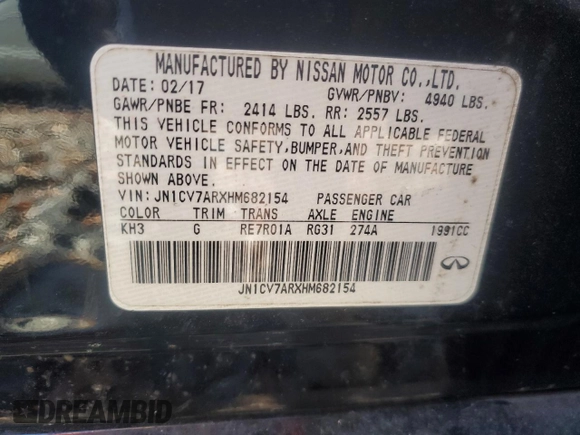 MANUFACTURED BY NISSAN MOTOR CO.,LTD.
DATE: 02/17 GVWR/PNBV: 4940 LBS.
GAWR/PNBE FR: 2414 LBS. RR: 2557 LBS.
THIS VEHICLE CONFORMS TO ALL APPLICABLE FEDERAL
MOTOR VEHICLE SAFETY,BUMPER,AND THEFT PREVENTION
STANDARDS IN EFFECT ON THE DATE OF MANUFACTURE
SHOWN ABOVE.
VIN: JN1CV7ARXHM682154 PASSENGER CAR
COLOR TRIM TRANS AXLE ENGINE
KH3 G RE7R01A RG31 274A 1991CC
JN1CV7ARXHM682154
DREAMBID